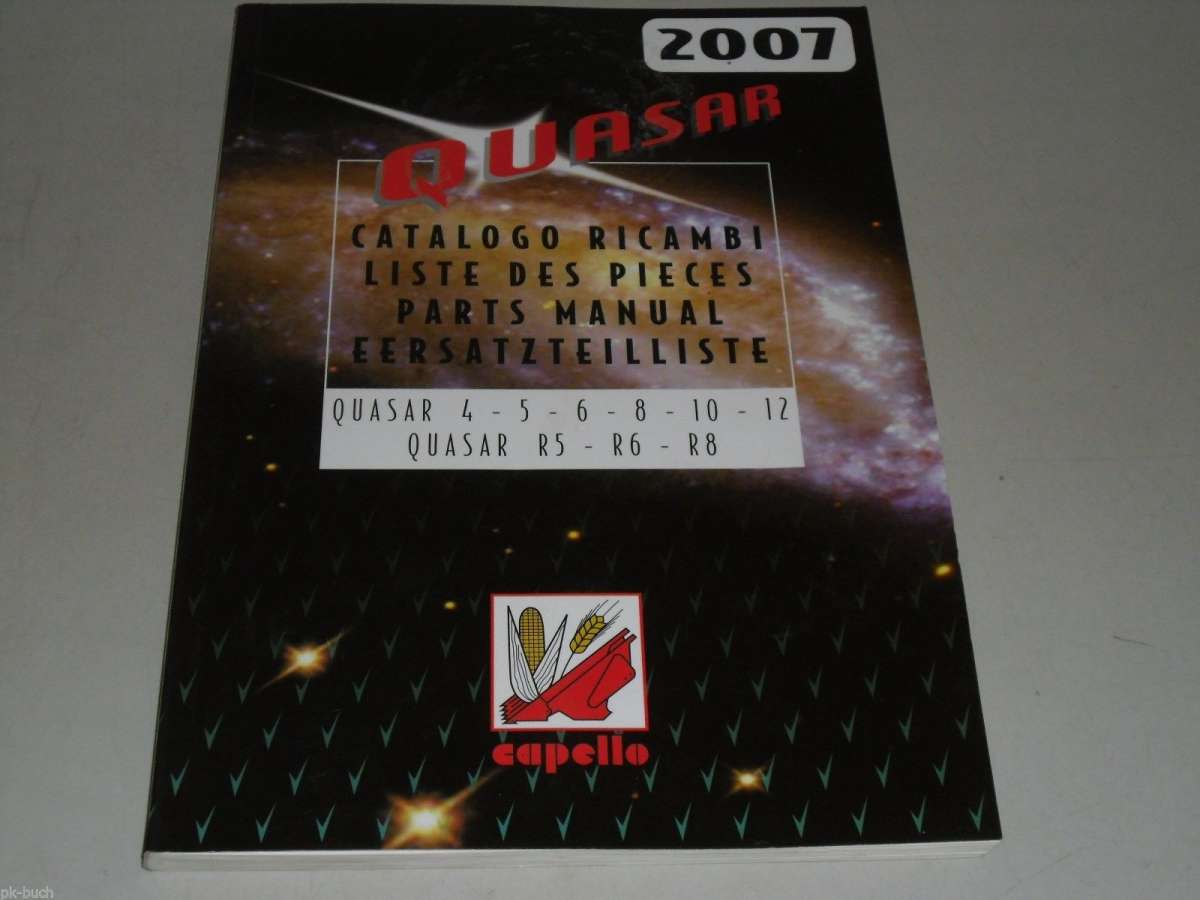 2007
QUASAR
CATALOGO RICAMBI
LISTE DES PIECES
PARTS MANUAL
EERSATZTEILLISTE
QUASAR 4 - 5 - 6 - 8 - 10 - 12
QUASAR R5 - R6 - R8
capello
pk-buch